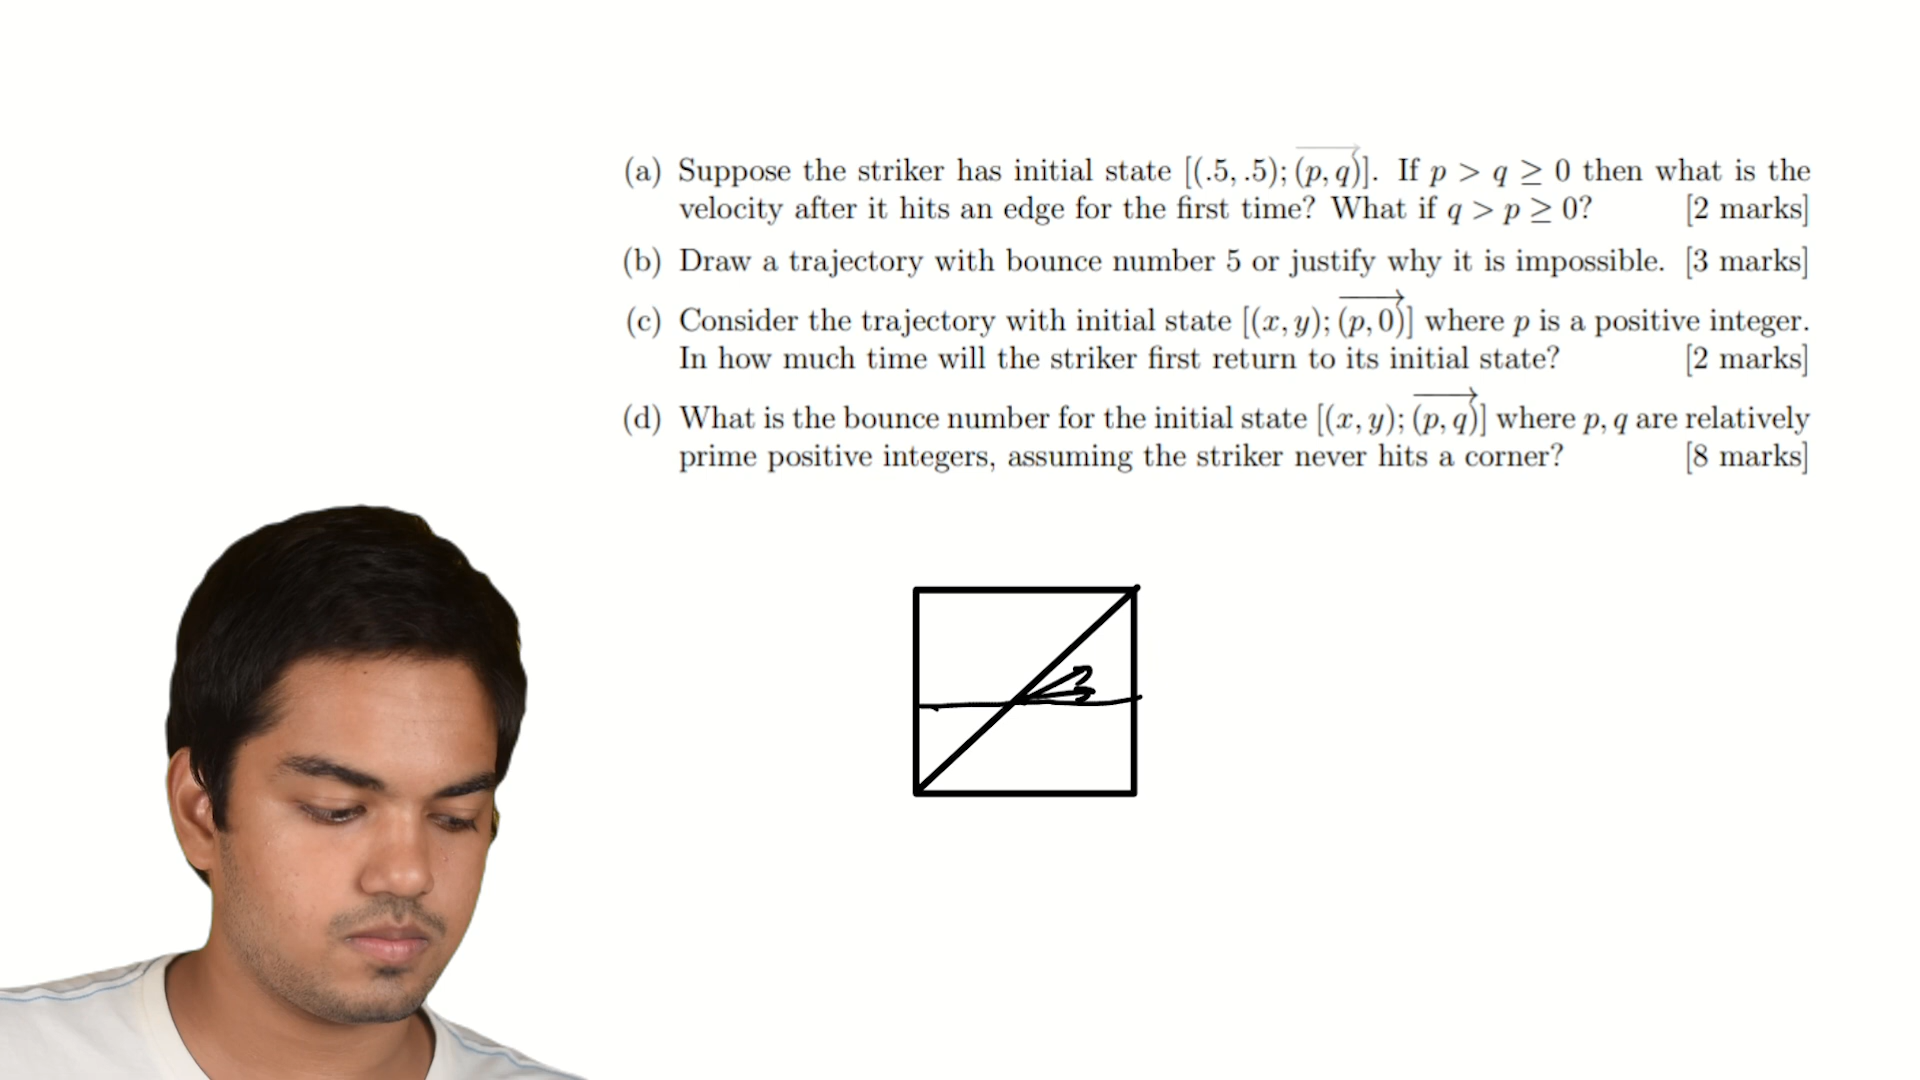 (a) Suppose the striker has initial state [(.5, .5); \overrightarrow{(p, q)}]. If p > q ≥ 0 then what is the
velocity after it hits an edge for the first time? What if q > p ≥ 0? [2 marks]
(b) Draw a trajectory with bounce number 5 or justify why it is impossible. [3 marks]
(c) Consider the trajectory with initial state [(x, y); \overrightarrow{(p, 0)}] where p is a positive integer.
In how much time will the striker first return to its initial state? [2 marks]
(d) What is the bounce number for the initial state [(x, y); \overrightarrow{(p, q)}] where p, q are relatively
prime positive integers, assuming the striker never hits a corner? [8 marks]